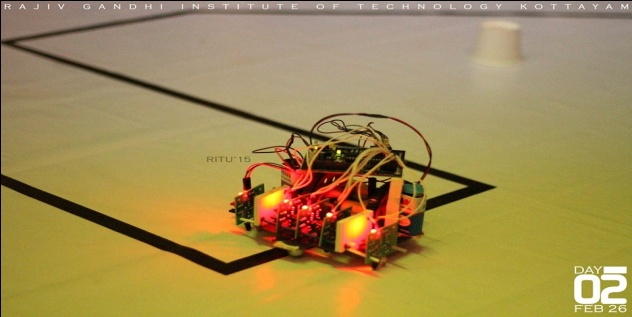 RAJIV GANDHI INSTITUTE OF TECHNOLOGY KOTTAYAM
RITU'15
DAY
02
FEB 26